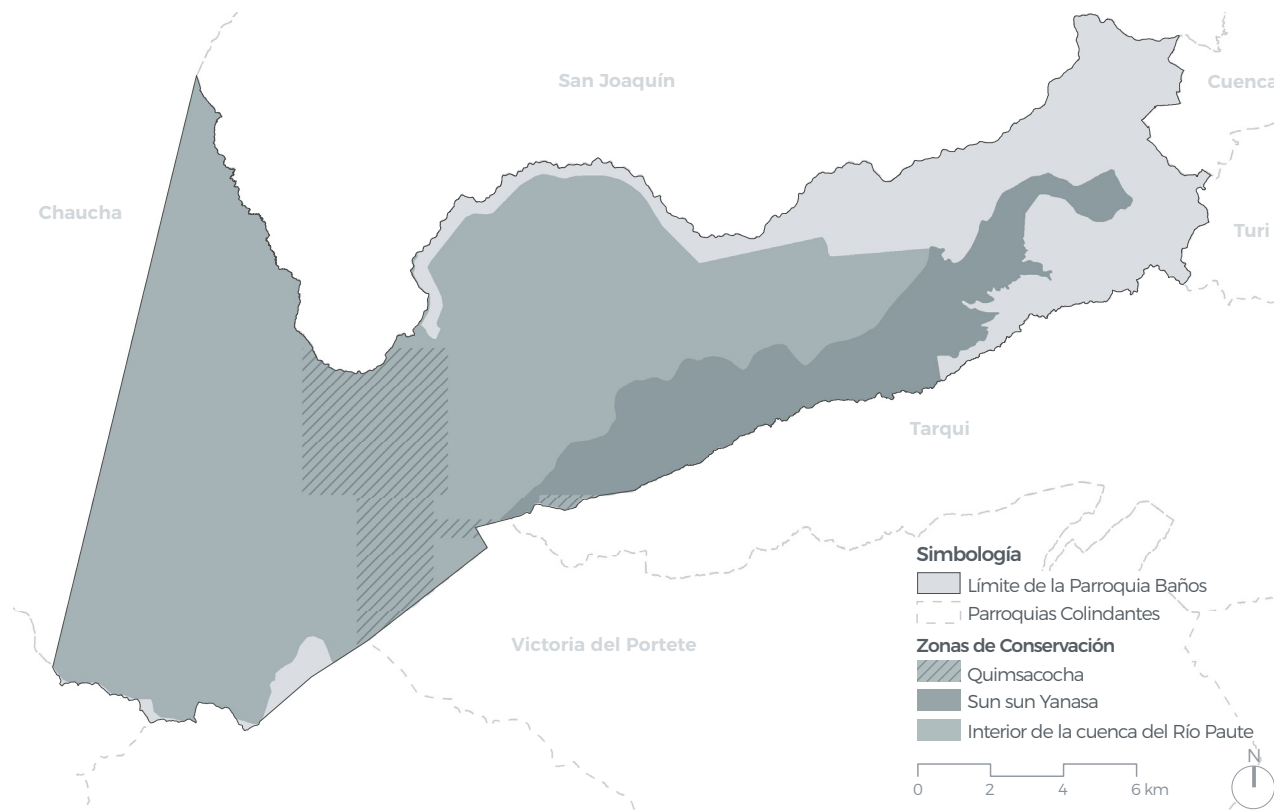 San Joaquín
Cuenca
Chaucha
Turi
Tarqui
Victoria del Portete
Simbología
Límite de la Parroquia Baños
Parroquias Colindantes
Zonas de Conservación
Quimsacocha
Sun sun Yanasa
Interior de la cuenca del Río Paute
N
0 2 4 6 km